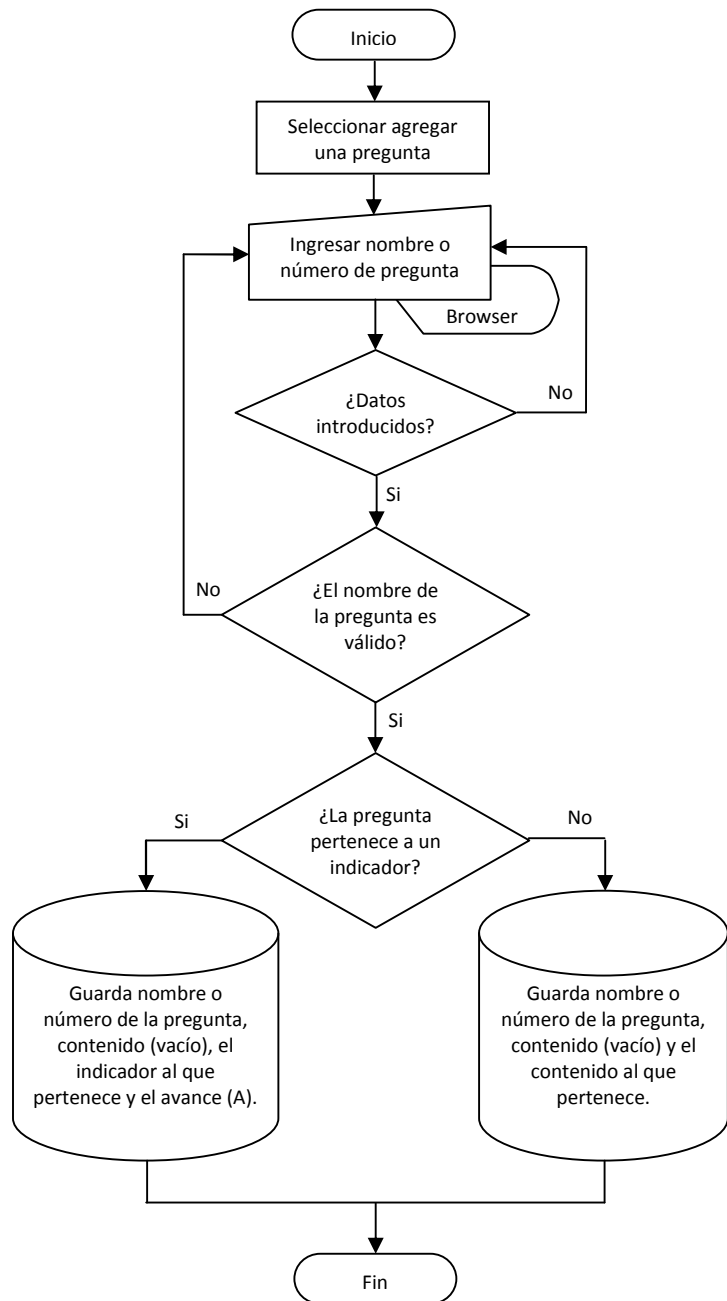 Inicio
Seleccionar agregar
una pregunta
Ingresar nombre o
número de pregunta
Browser
¿Datos
introducidos?
No
Si
¿El nombre de
la pregunta es
válido?
No
Si
¿La pregunta
pertenece a un
indicador?
Si
No
Guarda nombre o
número de la pregunta,
contenido (vacío), el
indicador al que
pertenece y el avance (A).
Guarda nombre o
número de la pregunta,
contenido (vacío) y el
contenido al que
pertenece.
Fin